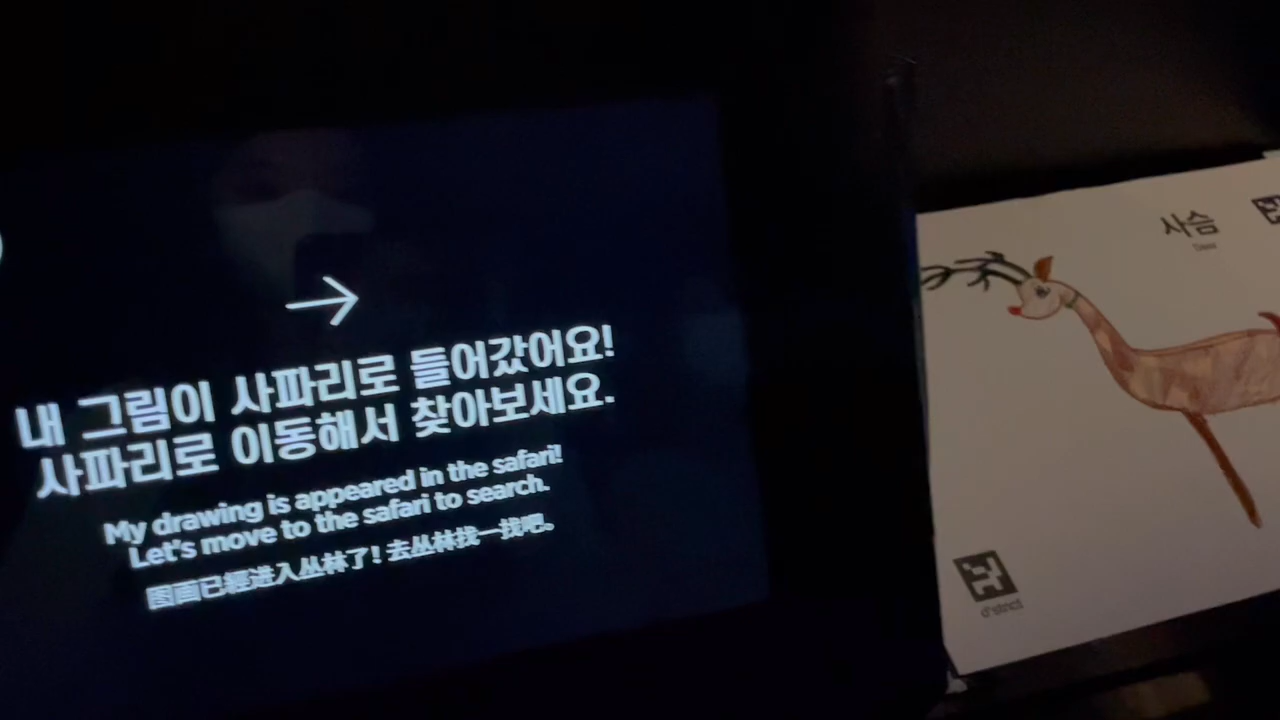 내 그림이 사파리로 들어갔어요!
사파리로 이동해서 찾아보세요.
My drawing is appeared in the safari!
Let's move to the safari to search.
图画已經进入丛林了! 去丛林找一找吧。
사슴
d'strict